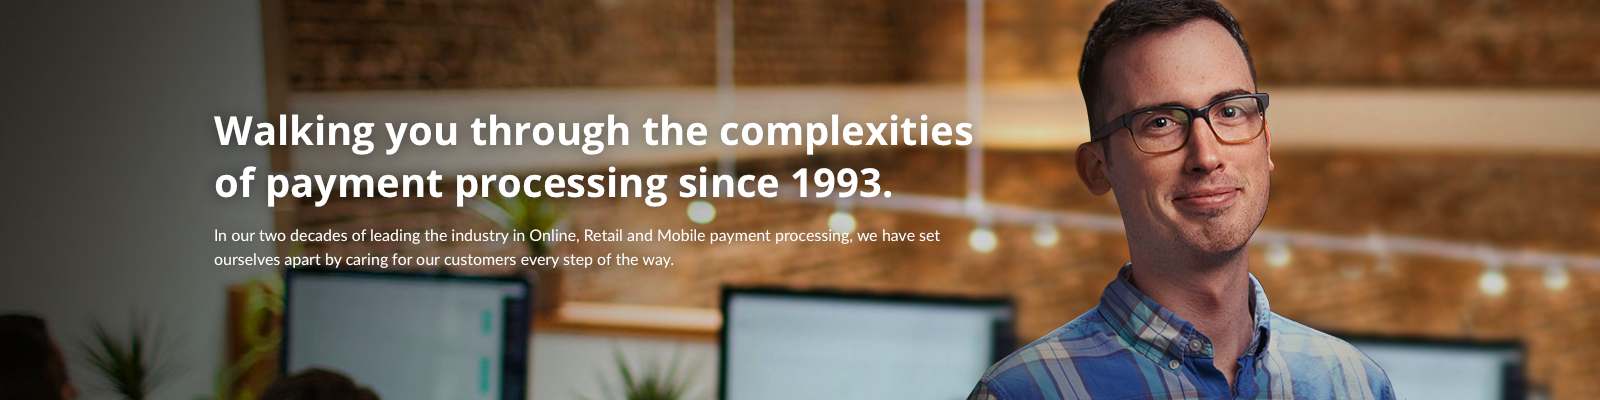 Walking you through the complexities
of payment processing since 1993.
In our two decades of leading the industry in Online, Retail and Mobile payment processing, we have set
ourselves apart by caring for our customers every step of the way.